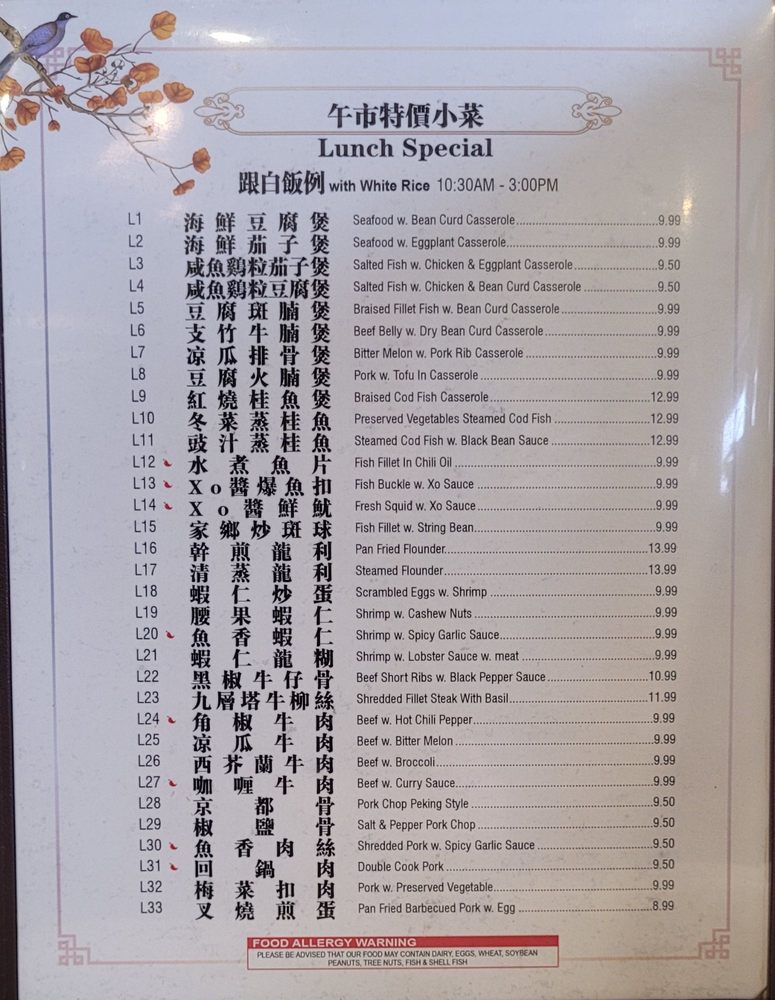 午市特價小菜
Lunch Special
跟白飯例 with White Rice 10:30AM - 3:00PM
L1 海鮮豆腐煲 Seafood w. Bean Curd Casserole 9.99
L2 海鮮茄子煲 Seafood w. Eggplant Casserole 9.99
L3 咸魚鷄粒茄子煲 Salted Fish w. Chicken & Eggplant Casserole 9.50
L4 咸魚鷄粒豆腐煲 Salted Fish w. Chicken & Bean Curd Casserole 9.50
L5 豆腐斑腩煲 Braised Fillet Fish w. Bean Curd Casserole 9.99
L6 支竹牛腩煲 Beef Belly w. Dry Bean Curd Casserole 9.99
L7 凉瓜排骨煲 Bitter Melon w. Pork Rib Casserole 9.99
L8 豆腐火腩煲 Pork w. Tofu In Casserole 9.99
L9 紅燒桂魚煲 Braised Cod Fish Casserole 12.99
L10 冬菜蒸桂魚 Preserved Vegetables Steamed Cod Fish 12.99
L11 豉汁蒸桂魚 Steamed Cod Fish w. Black Bean Sauce 12.99
L12 水煮魚片 Fish Fillet In Chili Oil 9.99
L13 Xo醬爆魚扣 Fish Buckle w. Xo Sauce 9.99
L14 Xo醬鮮魷 Fresh Squid w. Xo Sauce 9.99
L15 家鄉炒斑球 Fish Fillet w. String Bean 9.99
L16 幹煎龍利 Pan Fried Flounder 13.99
L17 清蒸龍利 Steamed Flounder 13.99
L18 蝦仁炒蛋 Scrambled Eggs w. Shrimp 9.99
L19 腰果蝦仁 Shrimp w. Cashew Nuts 9.99
L20 魚香蝦仁 Shrimp w. Spicy Garlic Sauce 9.99
L21 蝦仁龍糊 Shrimp w. Lobster Sauce w. meat 9.99
L22 黑椒牛仔骨 Beef Short Ribs w. Black Pepper Sauce 10.99
L23 九層塔牛柳絲 Shredded Fillet Steak With Basil 11.99
L24 角椒牛肉 Beef w. Hot Chili Pepper 9.99
L25 凉瓜牛肉 Beef w. Bitter Melon 9.99
L26 西芥蘭牛肉 Beef w. Broccoli 9.99
L27 咖喱牛肉 Beef w. Curry Sauce 9.99
L28 京都骨 Pork Chop Peking Style 9.50
L29 椒鹽骨 Salt & Pepper Pork Chop 9.50
L30 魚香肉絲 Shredded Pork w. Spicy Garlic Sauce 9.50
L31 回鍋肉 Double Cook Pork 9.50
L32 梅菜扣肉 Pork w. Preserved Vegetable 9.99
L33 叉燒煎蛋 Pan Fried Barbecued Pork w. Egg 8.99
FOOD ALLERGY WARNING
PLEASE BE ADVISED THAT OUR FOOD MAY CONTAIN DAIRY, EGGS, WHEAT, SOYBEAN
PEANUTS, TREE NUTS, FISH & SHELL FISH